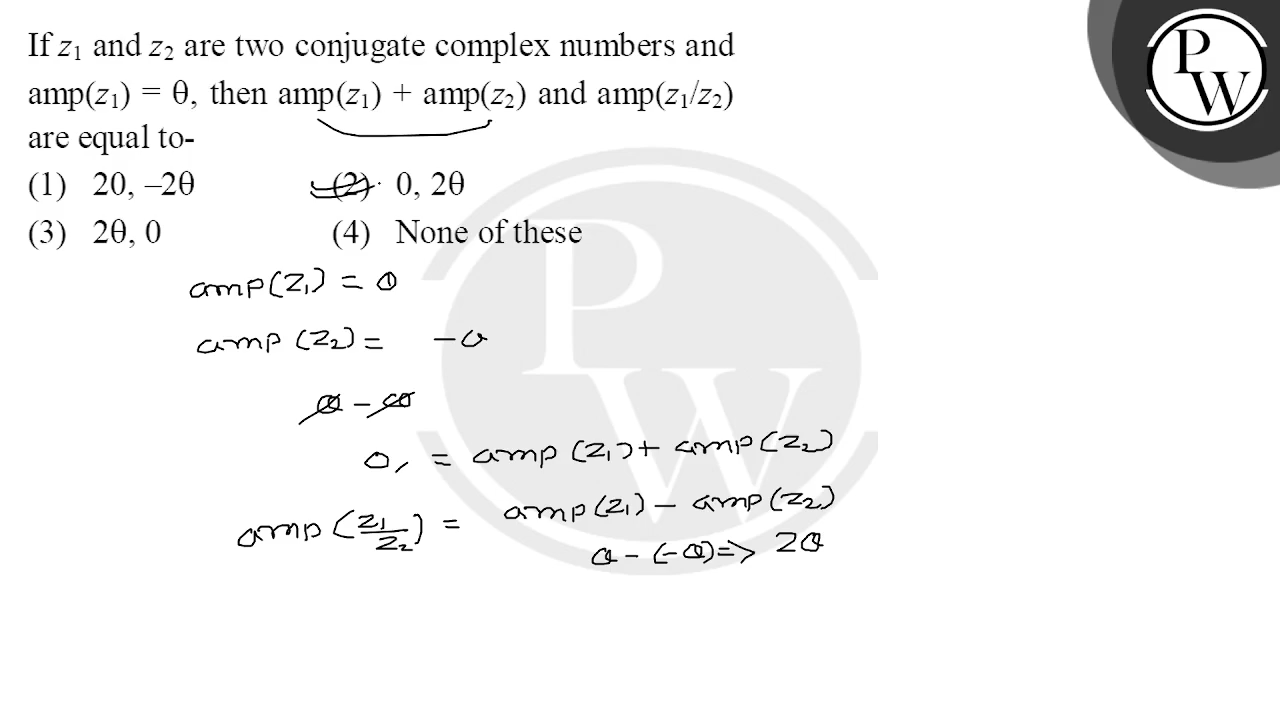 If z₁ and z₂ are two conjugate complex numbers and
amp(z₁) = θ, then amp(z₁) + amp(z₂) and amp(z₁/z₂)
are equal to-
(1) 20, –2θ (2) 0, 2θ
(3) 2θ, 0 (4) None of these
amp(z₁) = θ
amp (z₂) = -θ
θ - θ
0, = amp (z₁) + amp (z₂)
amp (z₁/z₂) = amp (z₁) - amp (z₂)
θ - (-θ) => 2θ
P
W
P
W